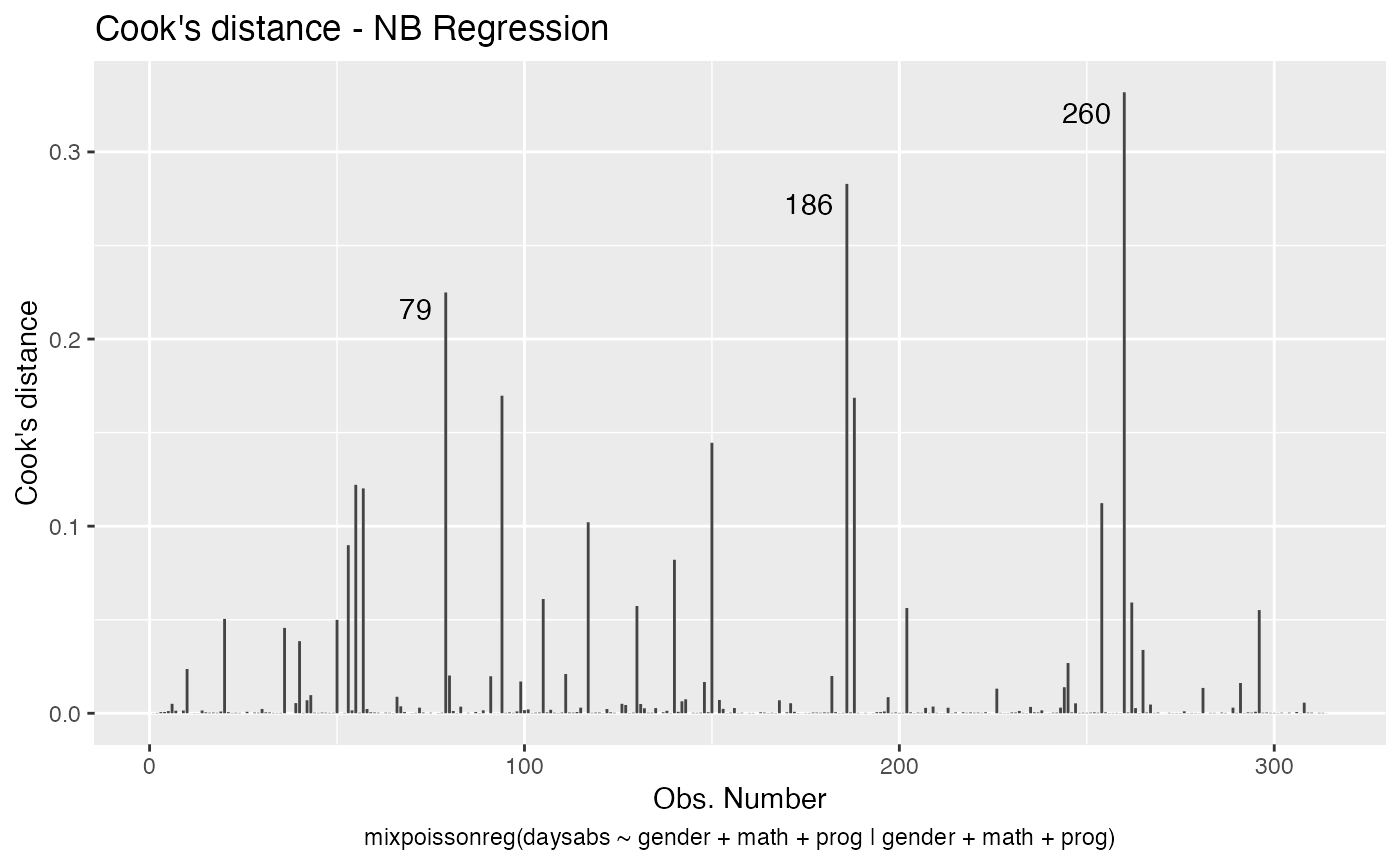 Cook's distance - NB Regression
260
0.3
186
79
0.2
Cook's distance
0.1
0.0
0 100 200 300
Obs. Number
mixpoissonreg(daysabs ~ gender + math + prog | gender + math + prog)